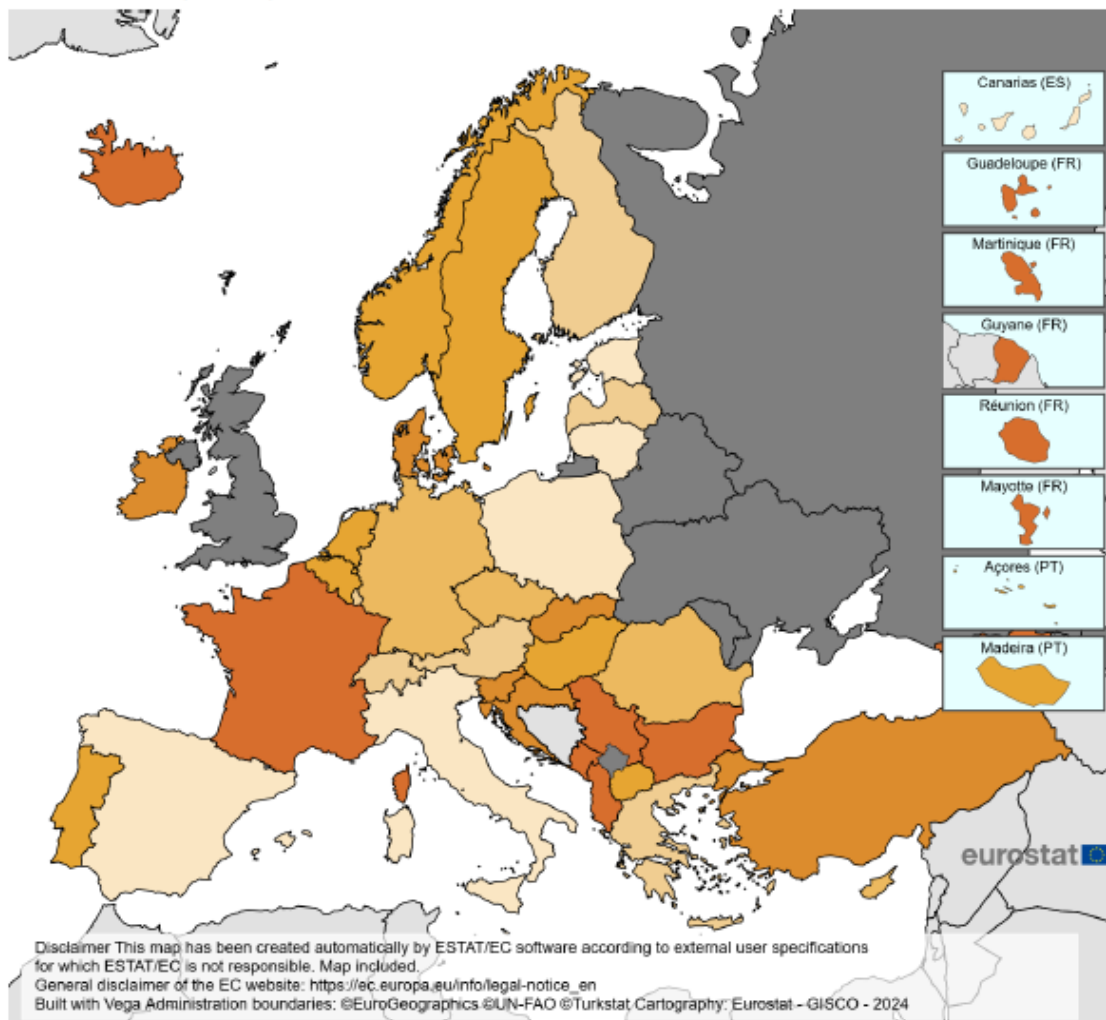 Canarias (ES)
Guadeloupe (FR)
Martinique (FR)
Guyane (FR)
Réunion (FR)
Mayotte (FR)
Açores (PT)
Madeira (PT)
eurostat
Disclaimer This map has been created automatically by ESTAT/EC software according to external user specifications
for which ESTAT/EC is not responsible. Map included.
General disclaimer of the EC website: https://ec.europa.eu/info/legal-notice_en
Built with Vega Administration boundaries: ©EuroGeographics ©UN-FAO ©Turkstat Cartography: Eurostat - GISCO - 2024